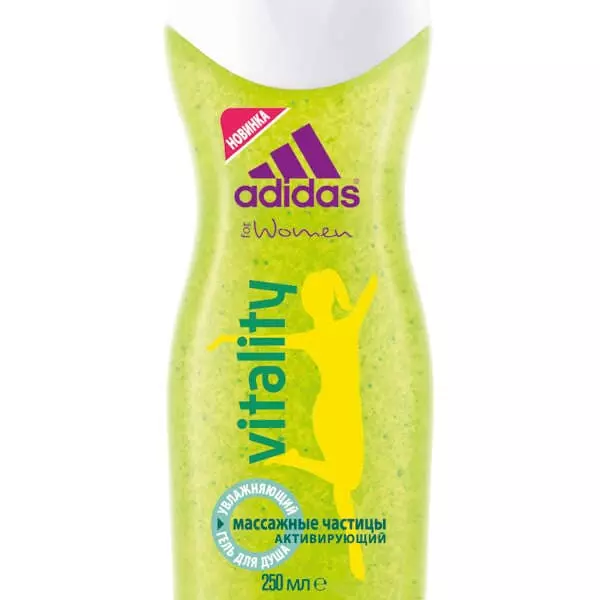 НОВИНКА
adidas®
for Women
vitality
УВЛАЖНЯЮЩИЙ
ГЕЛЬ ДЛЯ ДУША
массажные частицы
АКТИВИРУЮЩИЙ
250 мл ℮